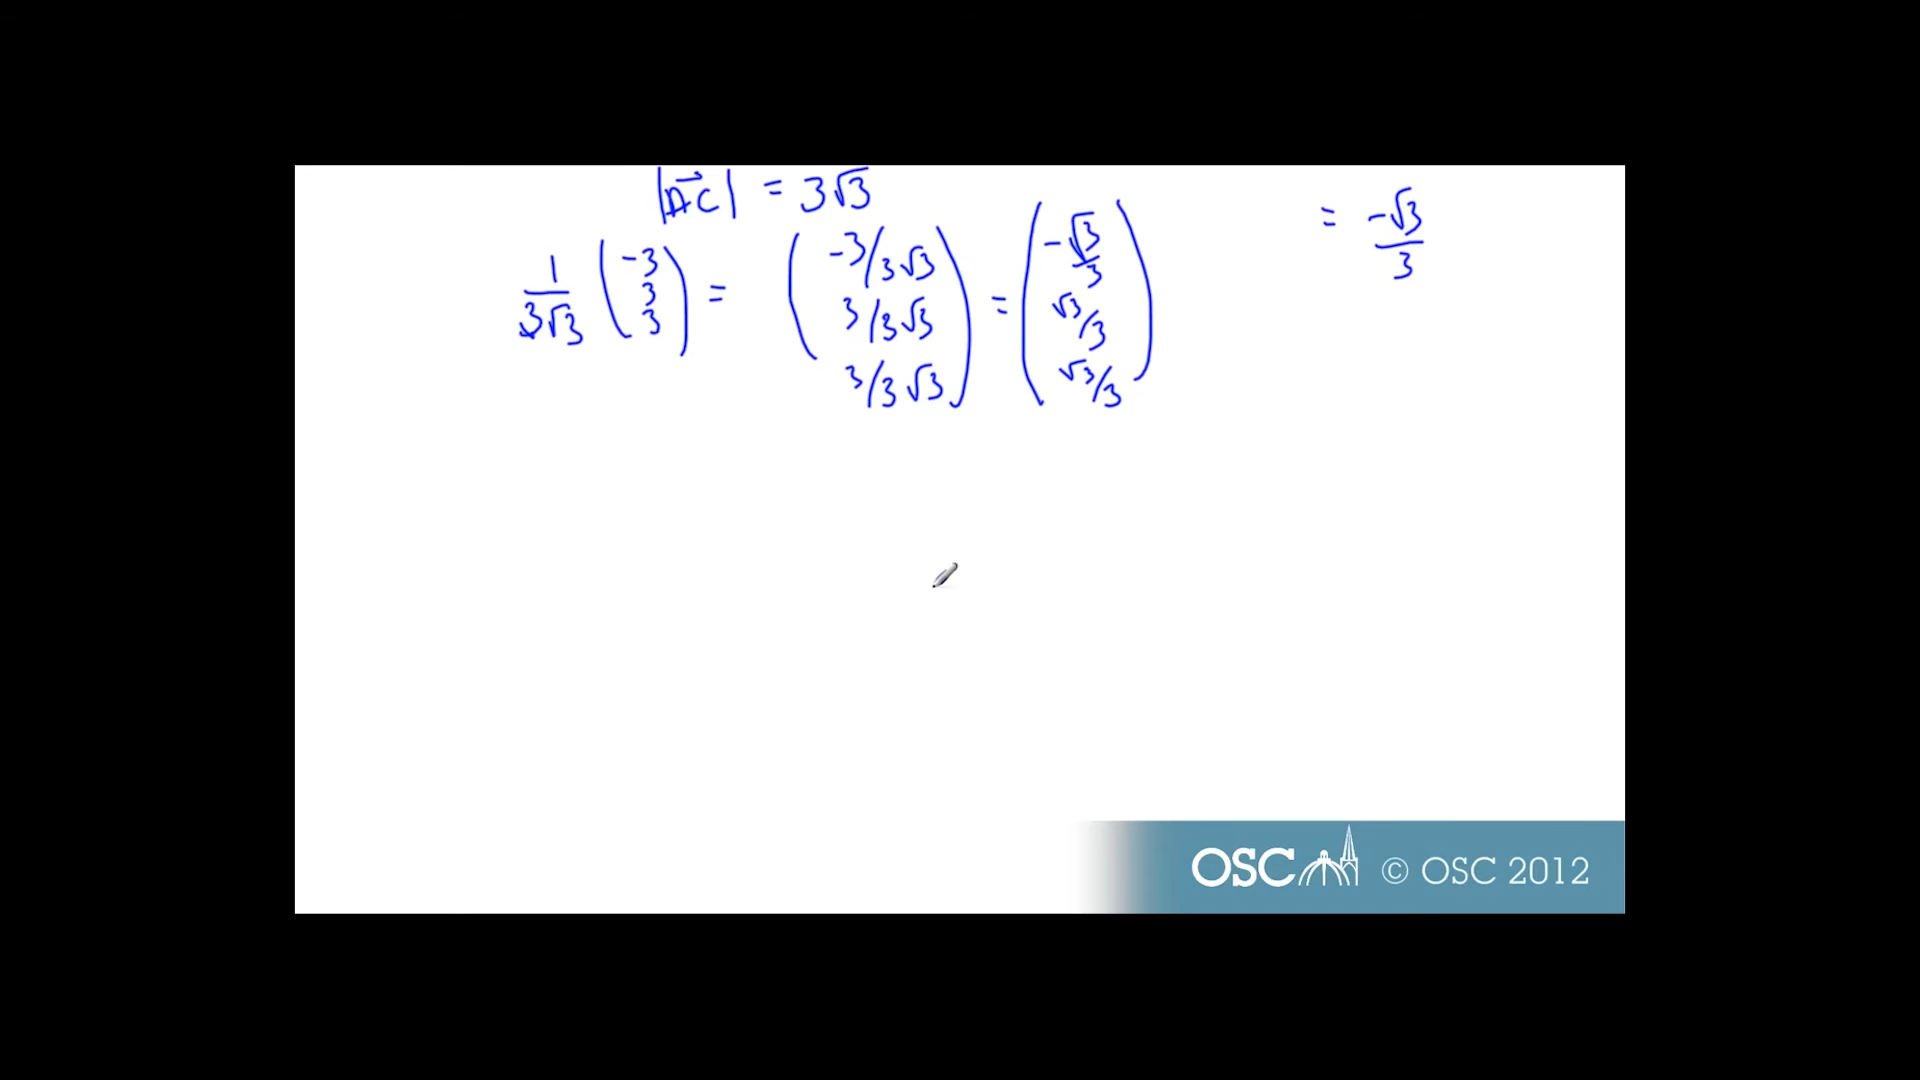 |AC| = 3√3
= -√3/3
1/3√3 (-3 3 3) = (-3/3√3 3/3√3 3/3√3) = (-√3/3 √3/3 √3/3)
OSC © OSC 2012